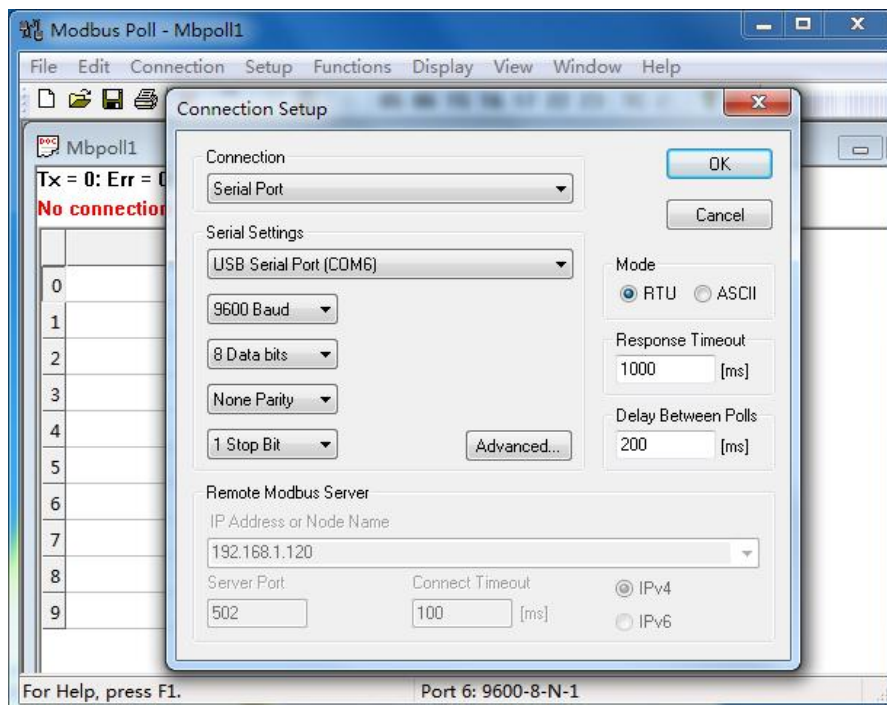 Modbus Poll - Mbpoll1
File Edit Connection Setup Functions Display View Window Help
Mbpoll1
Tx = 0: Err =
No connection
0
1
2
3
4
5
6
7
8
9
Connection Setup
Connection
Serial Port
OK
Cancel
Serial Settings
USB Serial Port (COM6)
9600 Baud
8 Data bits
None Parity
1 Stop Bit
Advanced...
Mode
RTU ASCII
Response Timeout
1000 [ms]
Delay Between Polls
200 [ms]
Remote Modbus Server
IP Address or Node Name
192.168.1.120
Server Port Connect Timeout
502 100 [ms]
IPv4
IPv6
For Help, press F1. Port 6: 9600-8-N-1